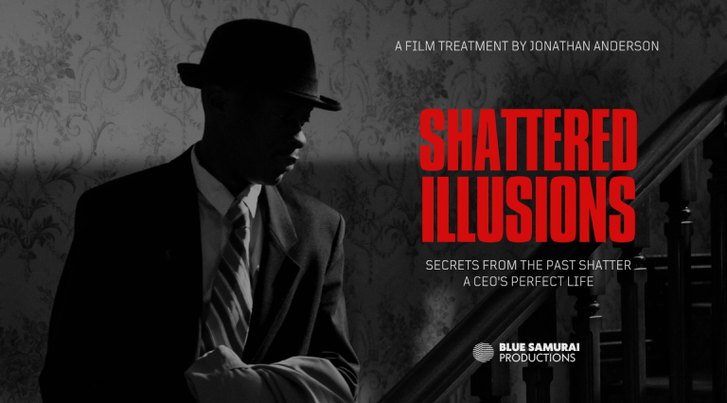 A FILM TREATMENT BY JONATHAN ANDERSON
SHATTERED
ILLUSIONS
SECRETS FROM THE PAST SHATTER
A CEO'S PERFECT LIFE
BLUE SAMURAI
PRODUCTIONS